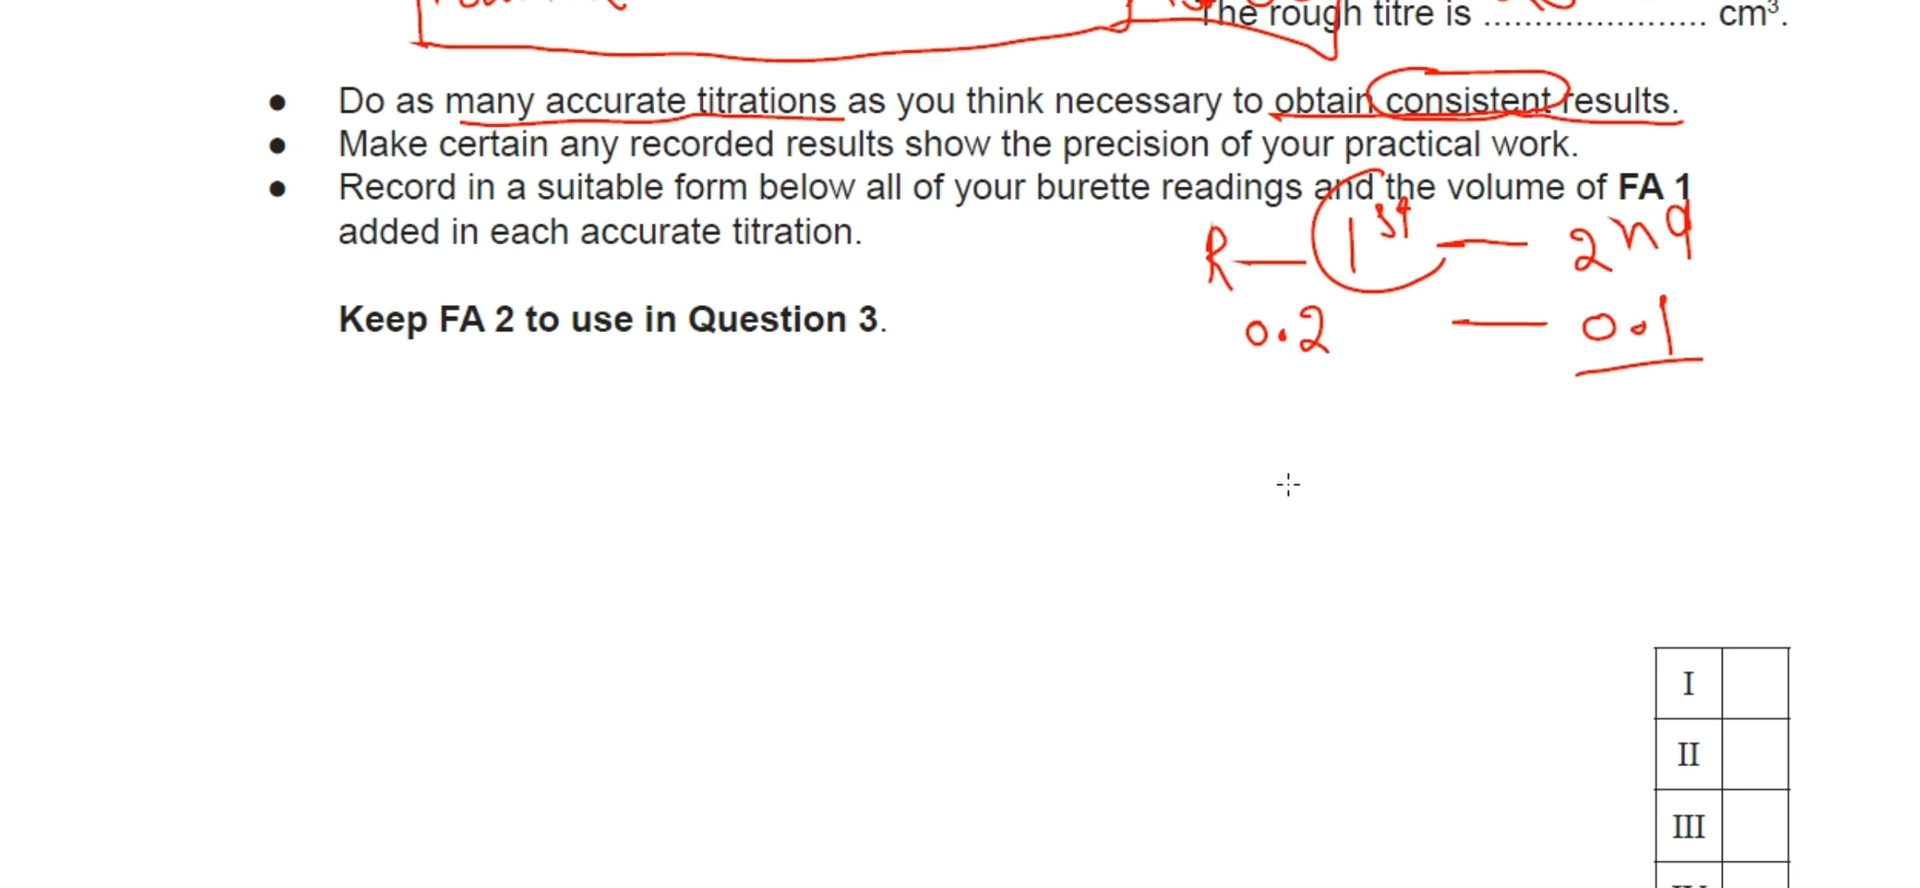 The rough titre is ...................... cm³.
● Do as many accurate titrations as you think necessary to obtain consistent results.
● Make certain any recorded results show the precision of your practical work.
● Record in a suitable form below all of your burette readings and the volume of FA 1
added in each accurate titration.
R — 1st — 2nd
Keep FA 2 to use in Question 3.
0.2 — 0.1
I
II
III